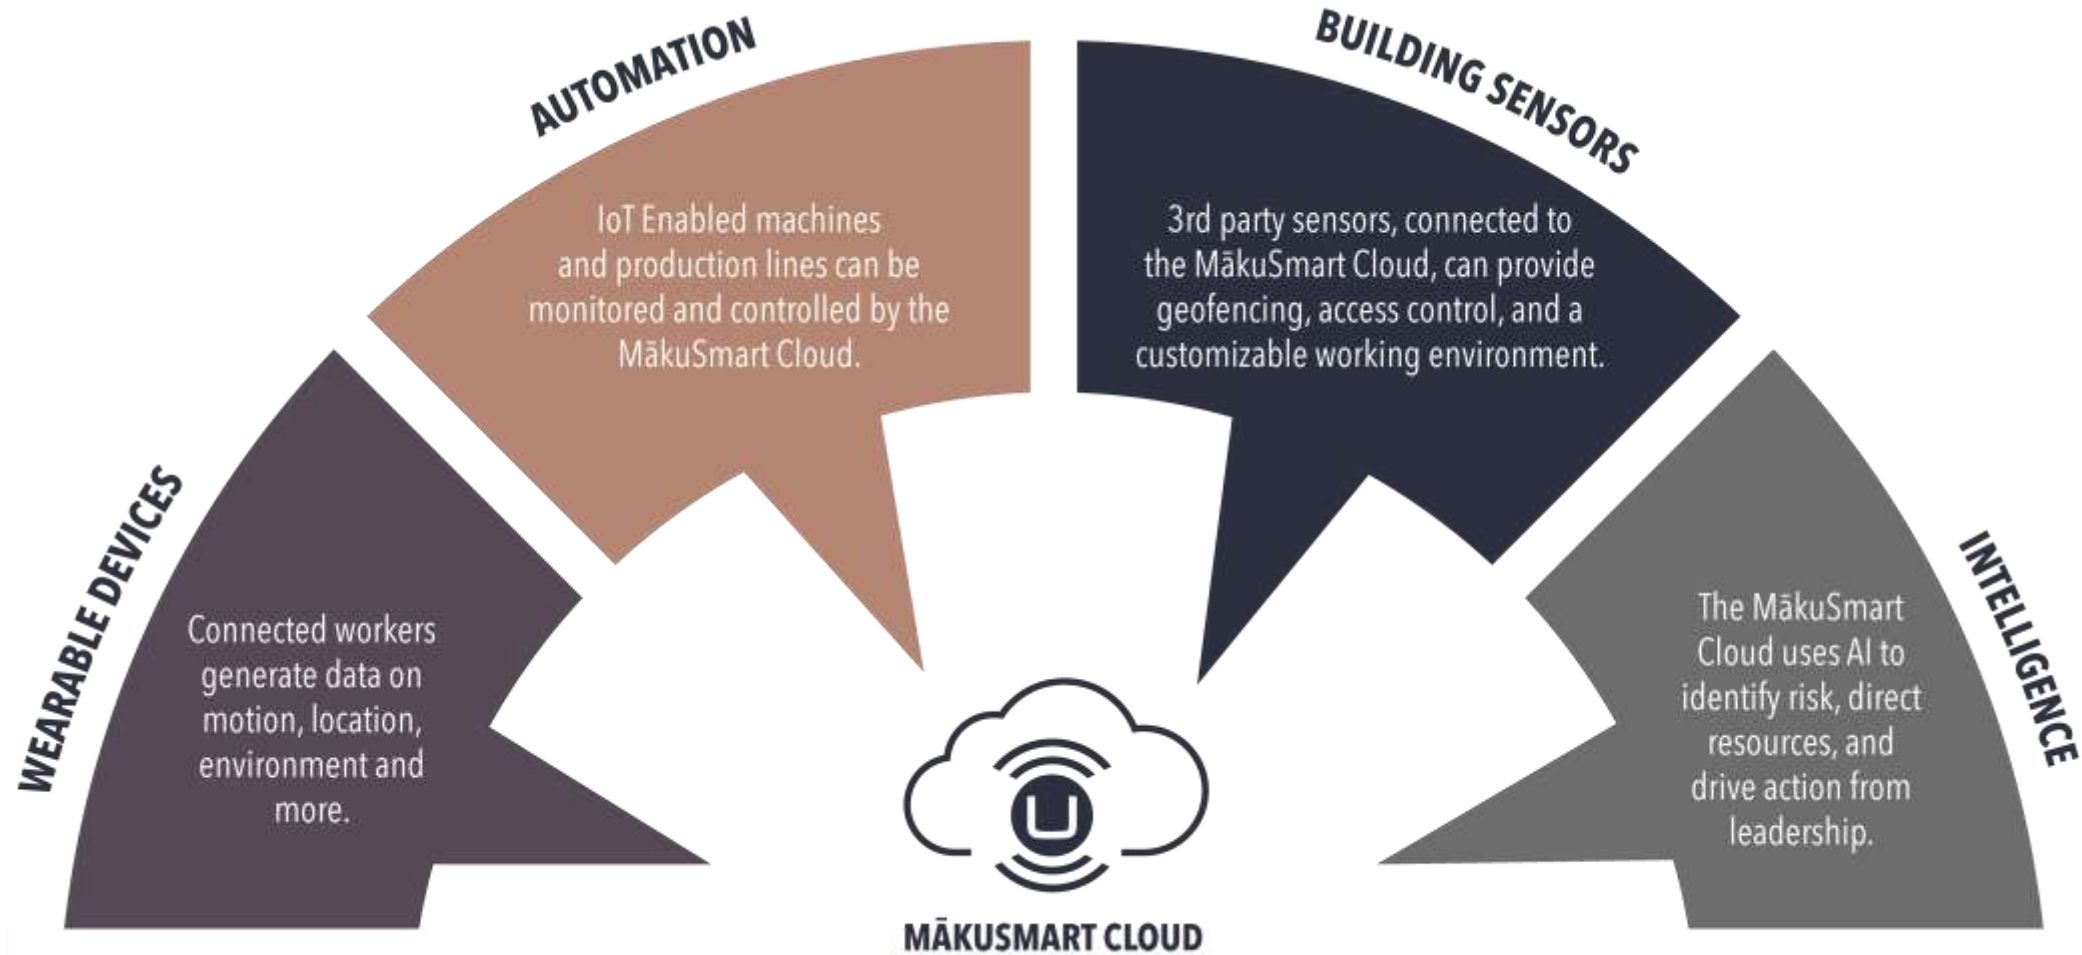 WEARABLE DEVICES
Connected workers
generate data on
motion, location,
environment and
more.
AUTOMATION
IoT Enabled machines
and production lines can be
monitored and controlled by the
MākuSmart Cloud.
BUILDING SENSORS
3rd party sensors, connected to
the MākuSmart Cloud, can provide
geofencing, access control, and a
customizable working environment.
INTELLIGENCE
The MākuSmart
Cloud uses AI to
identify risk, direct
resources, and
drive action from
leadership.
U
MĀKUSMART CLOUD